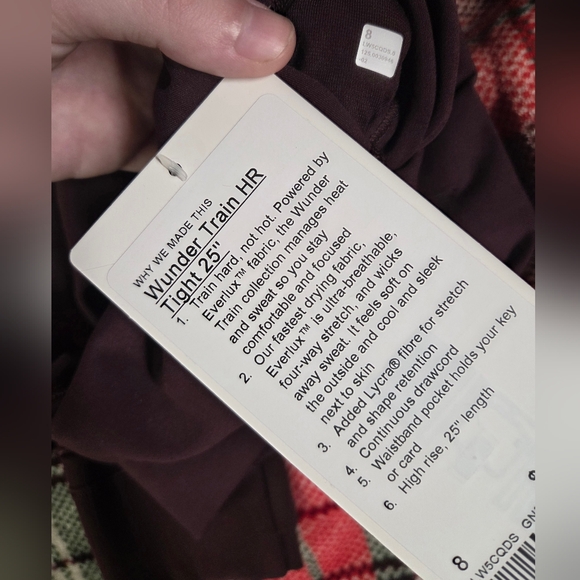 8
WHY WE MADE THIS
Wunder Train HR
Tight 25"
1. Train hard, not hot. Powered by
Everlux™ fabric, the Wunder
Train collection manages heat
and sweat so you stay
comfortable and focused
2. Our fastest drying fabric,
Everlux™ is ultra-breathable,
four-way stretch, and wicks
away sweat. It feels soft on
the outside and cool and sleek
next to skin
3. Added Lycra® fibre for stretch
and shape retention
4. Continuous drawcord
5. Waistband pocket holds your key
or card
6. High rise, 25" length
8
LW5CQDS